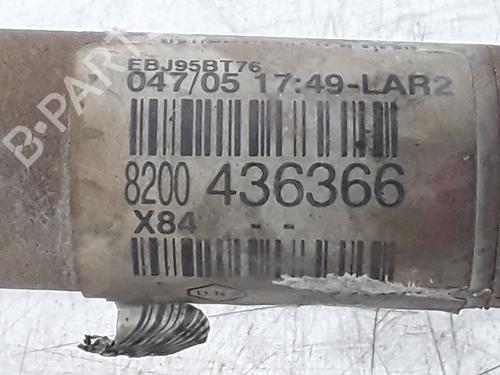 EBJ95BT76
047/05 17:49-LAR2
8200 436366
X84 - -
B-PARTS